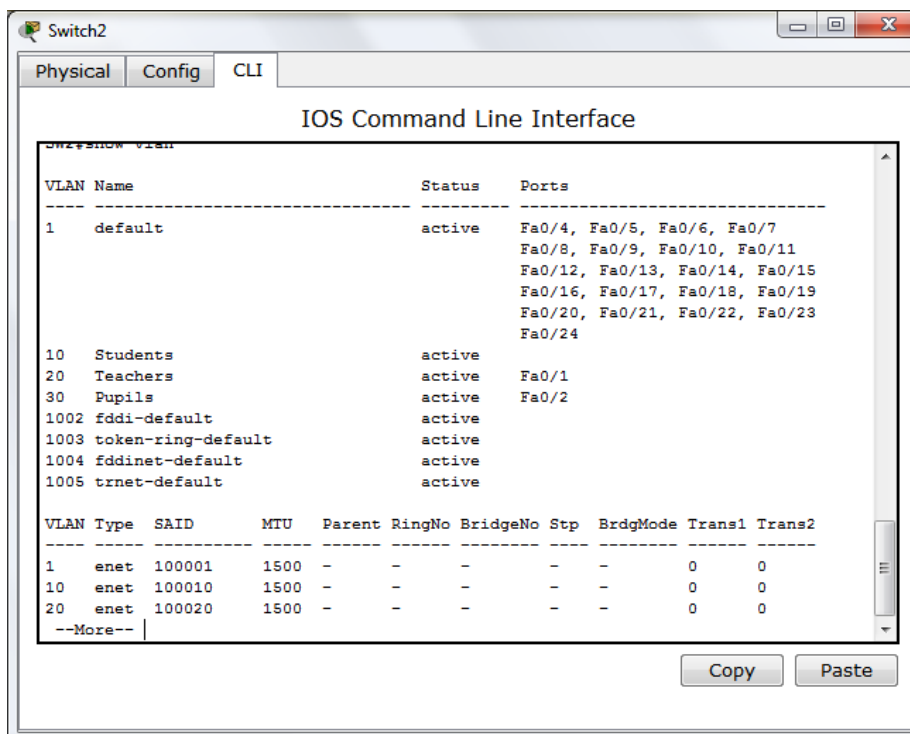 Switch2
Physical Config CLI
IOS Command Line Interface
SW2#show vlan
VLAN Name Status Ports
---- -------------------------------- --------- -------------------------------
1 default active Fa0/4, Fa0/5, Fa0/6, Fa0/7
Fa0/8, Fa0/9, Fa0/10, Fa0/11
Fa0/12, Fa0/13, Fa0/14, Fa0/15
Fa0/16, Fa0/17, Fa0/18, Fa0/19
Fa0/20, Fa0/21, Fa0/22, Fa0/23
Fa0/24
10 Students active
20 Teachers active Fa0/1
30 Pupils active Fa0/2
1002 fddi-default active
1003 token-ring-default active
1004 fddinet-default active
1005 trnet-default active
VLAN Type SAID MTU Parent RingNo BridgeNo Stp BrdgMode Trans1 Trans2
---- ----- ---------- ----- ------ ------ -------- ---- -------- ------ ------
1 enet 100001 1500 - - - - - 0 0
10 enet 100010 1500 - - - - - 0 0
20 enet 100020 1500 - - - - - 0 0
--More--
Copy Paste